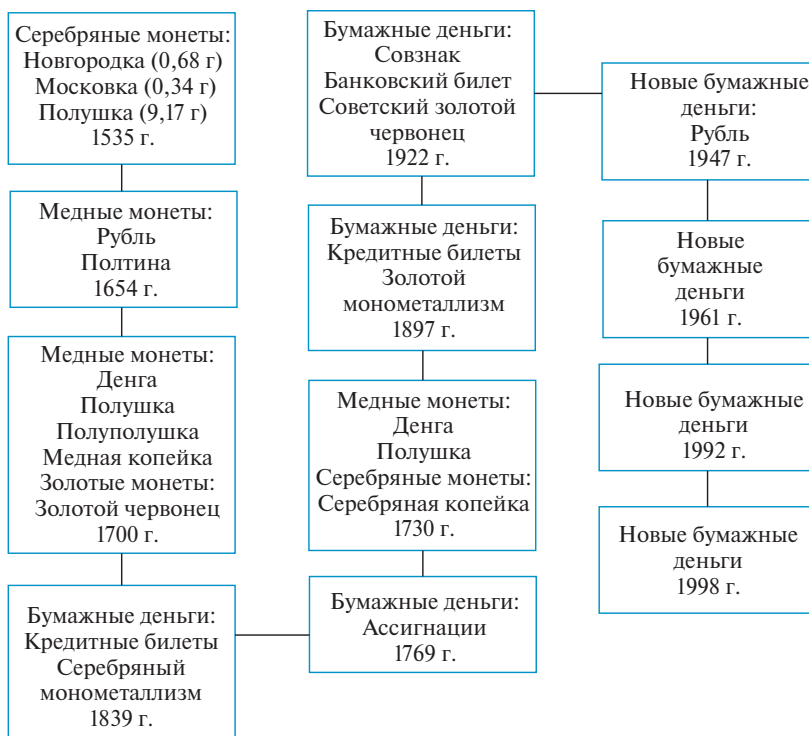 Серебряные монеты:
Новгородка (0,68 г)
Московка (0,34 г)
Полушка (9,17 г)
1535 г.
Медные монеты:
Рубль
Полтина
1654 г.
Медные монеты:
Денга
Полушка
Полуполушка
Медная копейка
Золотые монеты:
Золотой червонец
1700 г.
Бумажные деньги:
Кредитные билеты
Серебряный
монометаллизм
1839 г.
Бумажные деньги:
Ассигнации
1769 г.
Медные монеты:
Денга
Полушка
Серебряные монеты:
Серебряная копейка
1730 г.
Бумажные деньги:
Кредитные билеты
Золотой
монометаллизм
1897 г.
Бумажные деньги:
Совзнак
Банковский билет
Советский золотой
червонец
1922 г.
Новые бумажные
деньги:
Рубль
1947 г.
Новые
бумажные
деньги
1961 г.
Новые бумажные
деньги
1992 г.
Новые бумажные
деньги
1998 г.